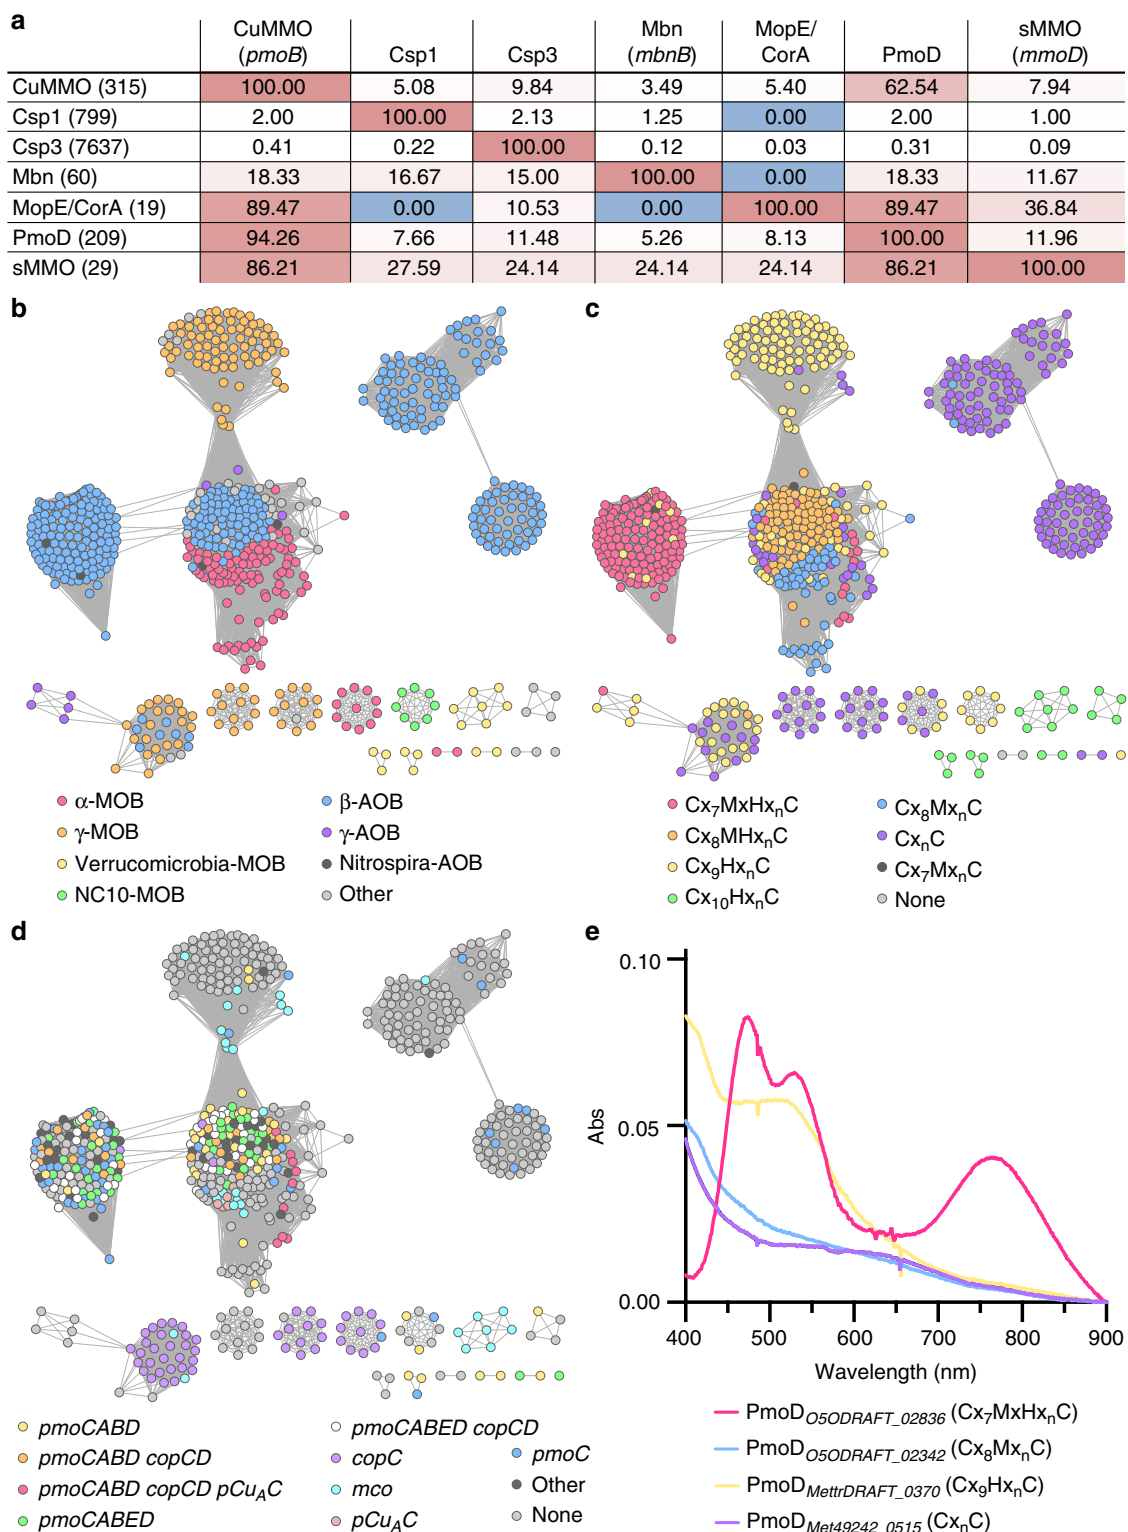 a
CuMMO (pmoB) Csp1 Csp3 Mbn (mbnB) MopE/CorA PmoD sMMO (mmoD)
CuMMO (315) 100.00 5.08 9.84 3.49 5.40 62.54 7.94
Csp1 (799) 2.00 100.00 2.13 1.25 0.00 2.00 1.00
Csp3 (7637) 0.41 0.22 100.00 0.12 0.03 0.31 0.09
Mbn (60) 18.33 16.67 15.00 100.00 0.00 18.33 11.67
MopE/CorA (19) 89.47 0.00 10.53 0.00 100.00 89.47 36.84
PmoD (209) 94.26 7.66 11.48 5.26 8.13 100.00 11.96
sMMO (29) 86.21 27.59 24.14 24.14 24.14 86.21 100.00
b
α-MOB
γ-MOB
Verrucomicrobia-MOB
NC10-MOB
β-AOB
γ-AOB
Nitrospira-AOB
Other
c
Cx₇MxHxₙC
Cx₈MHxₙC
Cx₉HxₙC
Cx₁₀HxₙC
Cx₈MxₙC
CxₙC
Cx₇MxₙC
None
d
pmoCABD
pmoCABD copCD
pmoCABD copCD pCuAC
pmoCABED
pmoCABED copCD
copC
mco
pCuAC
pmoC
Other
None
e
0.10
0.05
0.00
Abs
400 500 600 700 800 900
Wavelength (nm)
PmoD O5ODRAFT_02836 (Cx₇MxHxₙC)
PmoD O5ODRAFT_02342 (Cx₈MxₙC)
PmoD MettrDRAFT_0370 (Cx₉HxₙC)
PmoD Met49242_0515 (CxₙC)